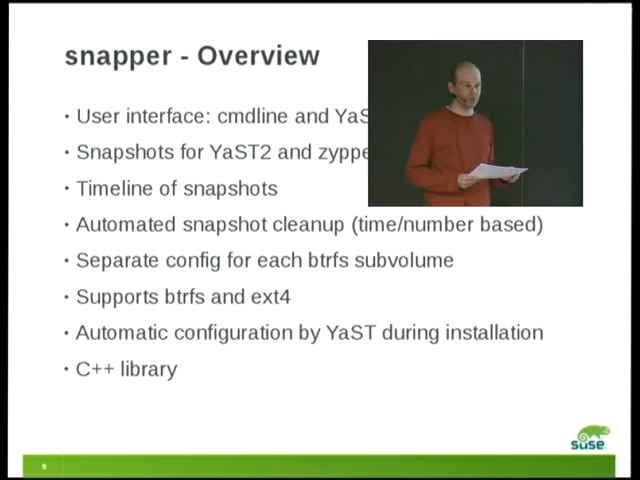 snapper - Overview
• User interface: cmdline and YaS
• Snapshots for YaST2 and zyppe
• Timeline of snapshots
• Automated snapshot cleanup (time/number based)
• Separate config for each btrfs subvolume
• Supports btrfs and ext4
• Automatic configuration by YaST during installation
• C++ library
SUSE
9